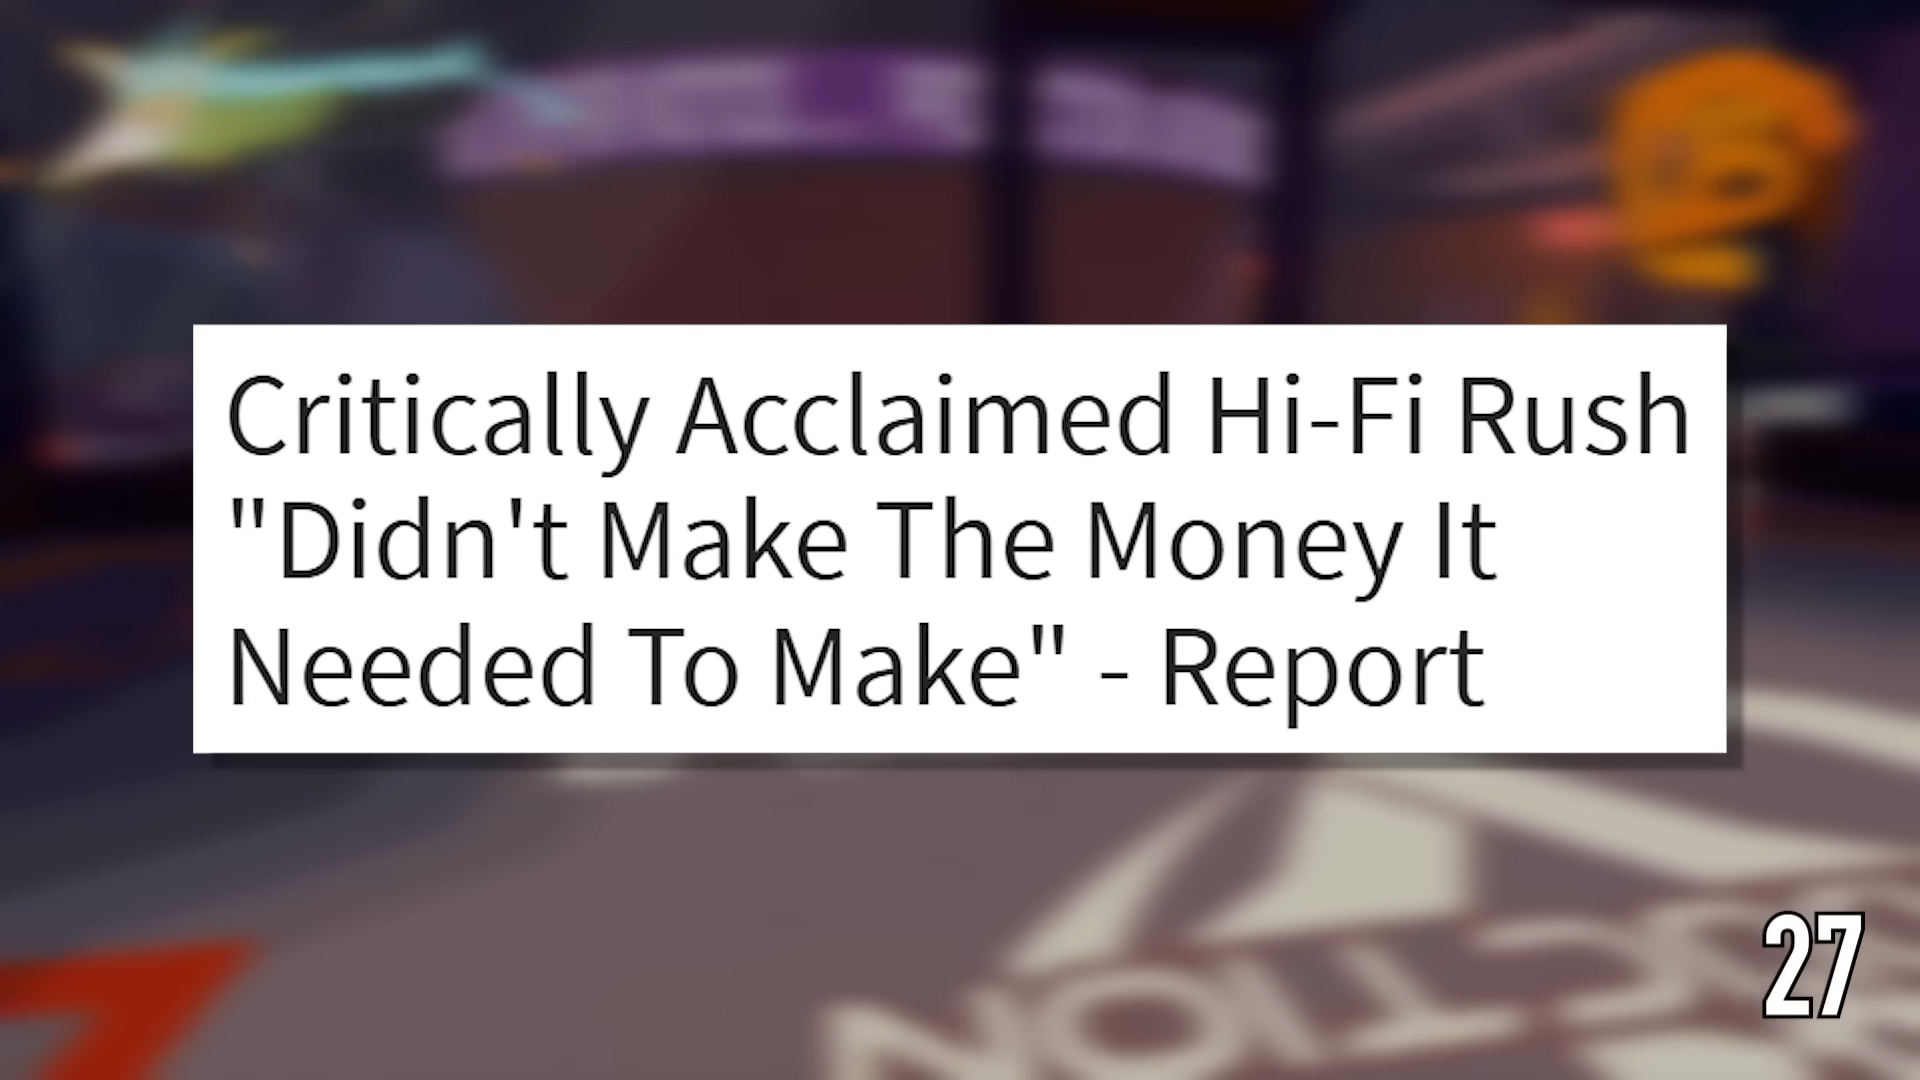 Critically Acclaimed Hi-Fi Rush
"Didn't Make The Money It
Needed To Make" - Report
27